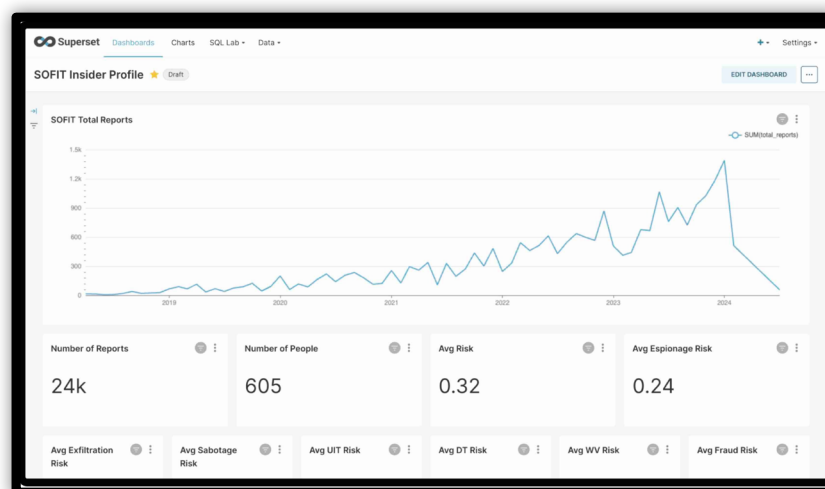 Superset
Dashboards Charts SQL Lab Data
Settings
SOFIT Insider Profile Draft
EDIT DASHBOARD
SOFIT Total Reports
SUM(total_reports)
1.5k
1.2k
900
600
300
0
2019 2020 2021 2022 2023 2024
Number of Reports Number of People Avg Risk Avg Espionage Risk
24k 605 0.32 0.24
Avg Exfiltration Risk Avg Sabotage Risk Avg UIT Risk Avg DT Risk Avg WV Risk Avg Fraud Risk